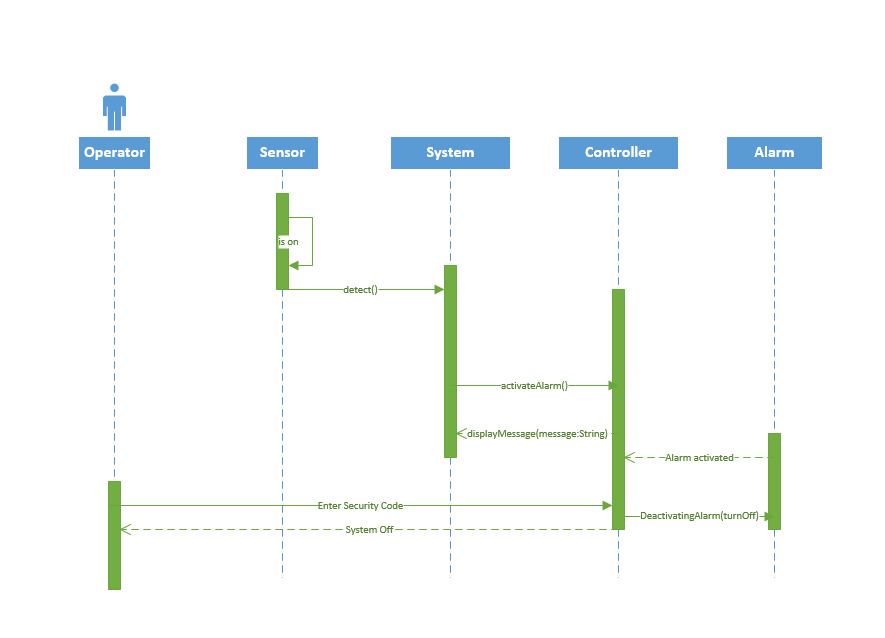 Operator
Sensor
System
Controller
Alarm
is on
detect()
activateAlarm()
displayMessage(message:String)
Alarm activated
Enter Security Code
DeactivatingAlarm(turnOff)
System Off